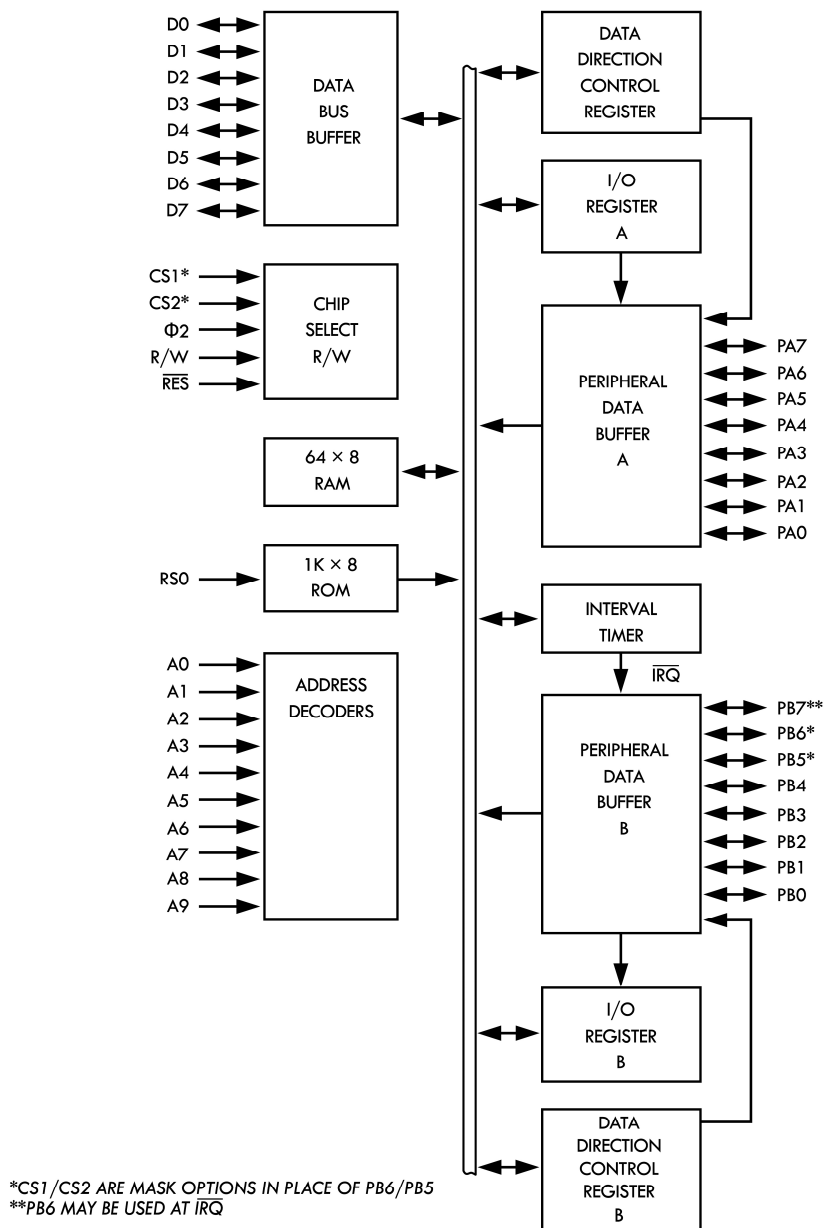 D0
D1
D2
D3
D4
D5
D6
D7
DATA
BUS
BUFFER
CS1*
CS2*
Φ2
R/W
R̅E̅S̅
CHIP
SELECT
R/W
64 × 8
RAM
RS0
1K × 8
ROM
A0
A1
A2
A3
A4
A5
A6
A7
A8
A9
ADDRESS
DECODERS
DATA
DIRECTION
CONTROL
REGISTER
I/O
REGISTER
A
PERIPHERAL
DATA
BUFFER
A
PA7
PA6
PA5
PA4
PA3
PA2
PA1
PA0
INTERVAL
TIMER
I̅R̅Q̅
PERIPHERAL
DATA
BUFFER
B
PB7**
PB6*
PB5*
PB4
PB3
PB2
PB1
PB0
I/O
REGISTER
B
DATA
DIRECTION
CONTROL
REGISTER
B
*CS1/CS2 ARE MASK OPTIONS IN PLACE OF PB6/PB5
**PB6 MAY BE USED AT I̅R̅Q̅